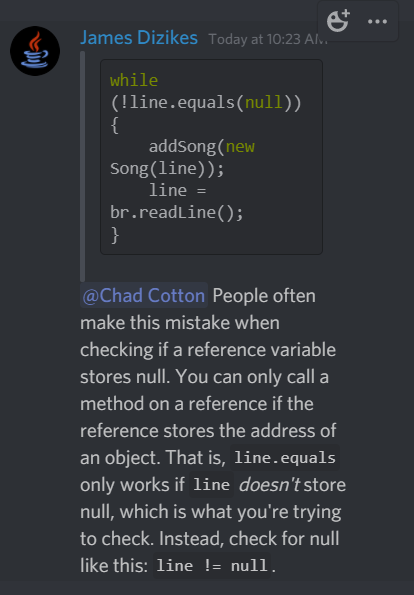 James Dizikes Today at 10:23 AM
while
(!line.equals(null))
{
    addSong(new
Song(line));
    line =
br.readLine();
}
@Chad Cotton People often
make this mistake when
checking if a reference variable
stores null. You can only call a
method on a reference if the
reference stores the address of
an object. That is, line.equals
only works if line doesn't store
null, which is what you're trying
to check. Instead, check for null
like this: line != null.